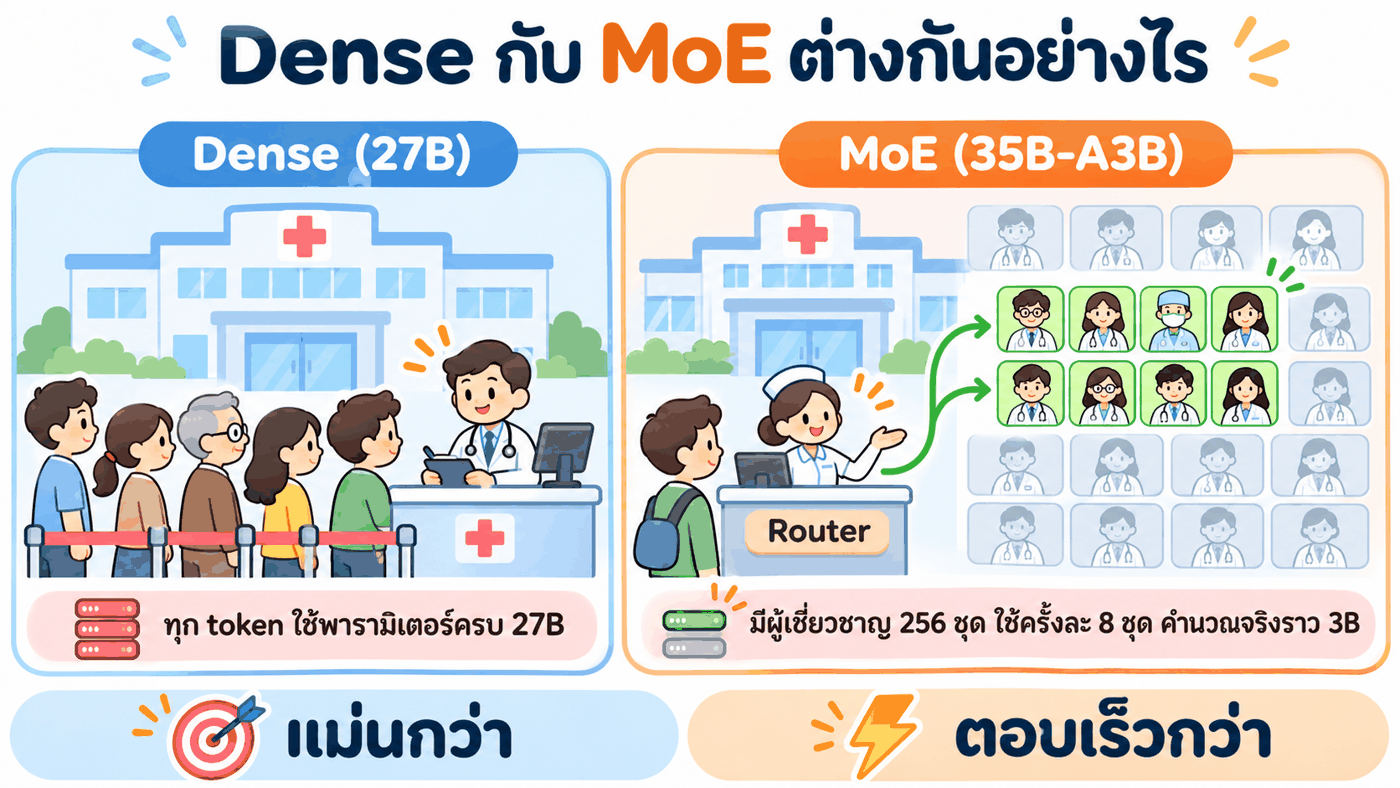 Dense กับ MoE ต่างกันอย่างไร
Dense (27B)
MoE (35B-A3B)
Router
ทุก token ใช้พารามิเตอร์ครบ 27B
มีผู้เชี่ยวชาญ 256 ชุด ใช้ครั้งละ 8 ชุด คำนวณจริงราว 3B
แม่นกว่า
ตอบเร็วกว่า